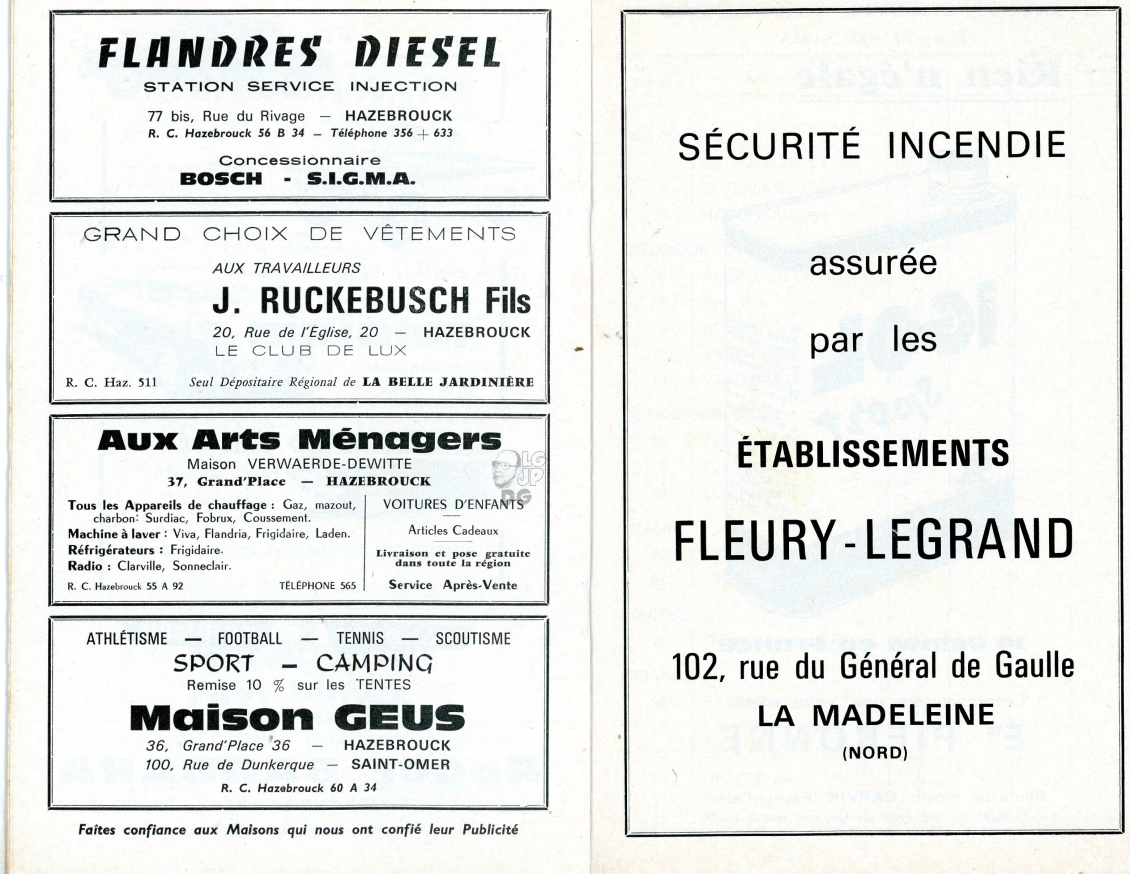 FLANDRES DIESEL
STATION SERVICE INJECTION
77 bis, Rue du Rivage — HAZEBROUCK
R. C. Hazebrouck 56 B 34 — Téléphone 356 + 633
Concessionnaire
BOSCH - S.I.G.M.A.
GRAND CHOIX DE VÊTEMENTS
AUX TRAVAILLEURS
J. RUCKEBUSCH Fils
20, Rue de l'Église, 20 — HAZEBROUCK
LE CLUB DE LUX
R. C. Haz. 511 Seul Dépositaire Régional de LA BELLE JARDINIÈRE
Aux Arts Ménagers
Maison VERWAERDE-DEWITTE
37, Grand'Place — HAZEBROUCK
Tous les Appareils de chauffage : Gaz, mazout,
charbon: Surdiac, Fobrux, Coussement.
Machine à laver : Viva, Flandria, Frigidaire, Laden.
Réfrigérateurs : Frigidaire.
Radio : Clarville, Sonneclair.
R. C. Hazebrouck 55 A 92 TÉLÉPHONE 565
VOITURES D'ENFANTS
Articles Cadeaux
Livraison et pose gratuite
dans toute la région
Service Après-Vente
LG
JP
DG
ATHLÉTISME — FOOTBALL — TENNIS — SCOUTISME
SPORT — CAMPING
Remise 10 % sur les TENTES
Maison GEUS
36, Grand'Place 36 — HAZEBROUCK
100, Rue de Dunkerque — SAINT-OMER
R. C. Hazebrouck 60 A 34
Faîtes confiance aux Maisons qui nous ont confié leur Publicité
SÉCURITÉ INCENDIE
assurée
par les
ÉTABLISSEMENTS
FLEURY-LEGRAND
102, rue du Général de Gaulle
LA MADELEINE
(NORD)